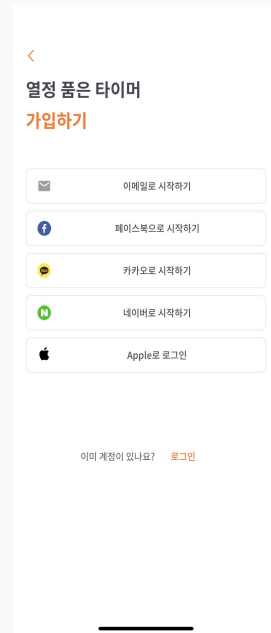 열정 품은 타이머
가입하기
이메일로 시작하기
페이스북으로 시작하기
카카오로 시작하기
네이버로 시작하기
Apple로 로그인
이미 계정이 있나요? 로그인